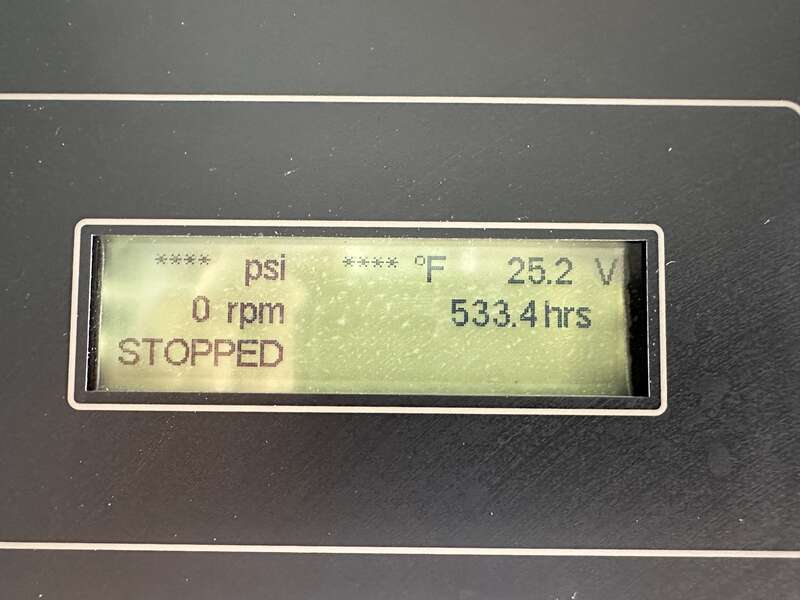 **** psi **** °F 25.2 V
0 rpm 533.4 hrs
STOPPED